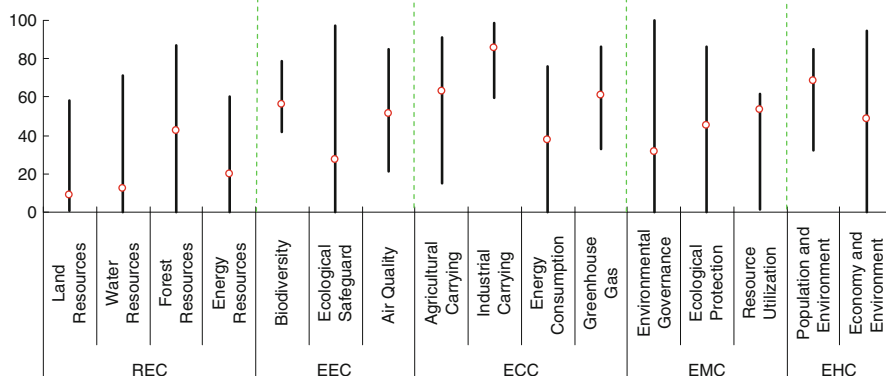 100
80
60
40
20
0
Land
Resources
Water
Resources
Forest
Resources
Energy
Resources
Biodiversity
Ecological
Safeguard
Air Quality
Agricultural
Carrying
Industrial
Carrying
Energy
Consumption
Greenhouse
Gas
Environmental
Governance
Ecological
Protection
Resource
Utilization
Population and
Environment
Economy and
Environment
REC
EEC
ECC
EMC
EHC